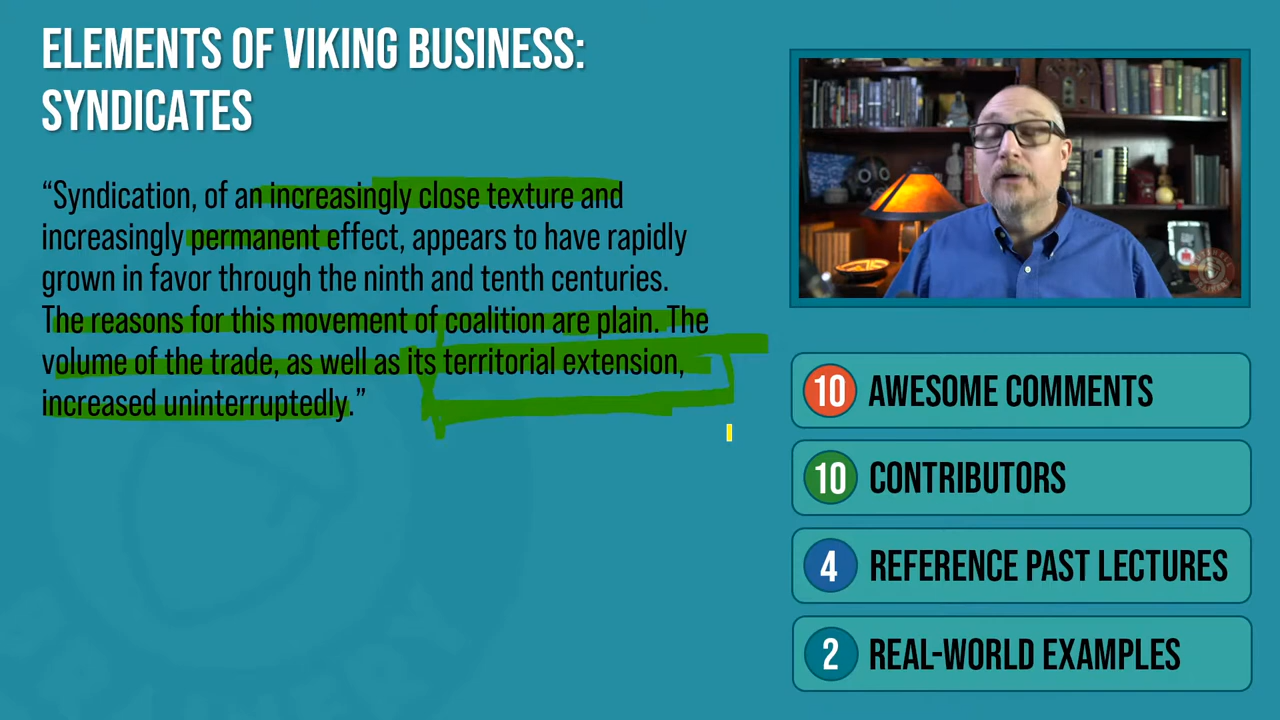 ELEMENTS OF VIKING BUSINESS:
SYNDICATES
“Syndication, of an increasingly close texture and
increasingly permanent effect, appears to have rapidly
grown in favor through the ninth and tenth centuries.
The reasons for this movement of coalition are plain. The
volume of the trade, as well as its territorial extension,
increased uninterruptedly.”
10 AWESOME COMMENTS
10 CONTRIBUTORS
4 REFERENCE PAST LECTURES
2 REAL-WORLD EXAMPLES